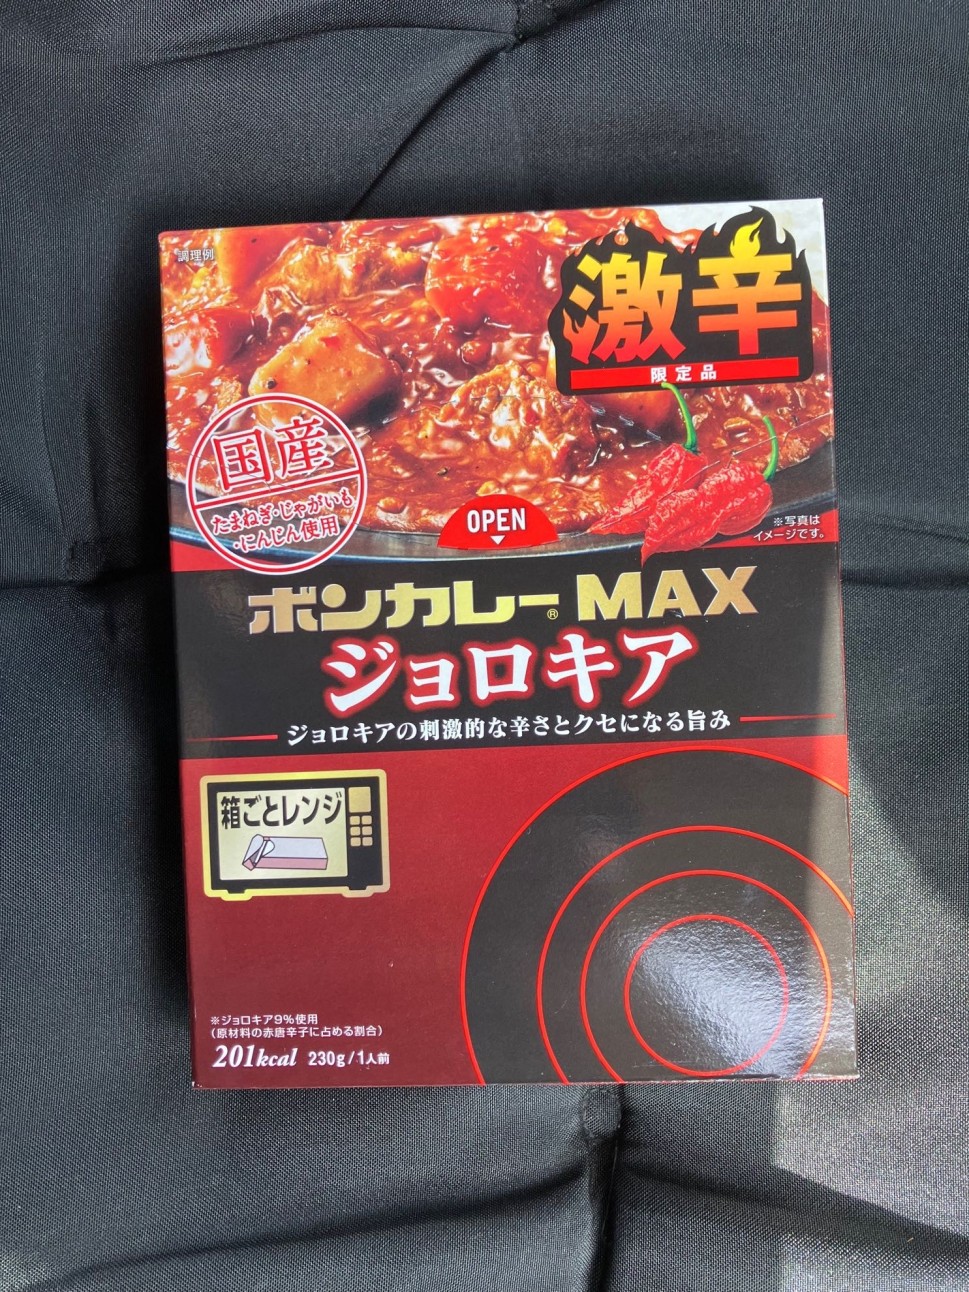 調理例
激辛
限定品
国産
たまねぎ・じゃがいも
・にんじん使用
OPEN
※写真は
イメージです。
ボンカレー® MAX
ジョロキア
ジョロキアの刺激的な辛さとクセになる旨み
箱ごとレンジ
※ジョロキア9%使用
(原材料の赤唐辛子に占める割合)
201kcal 230g/1人前